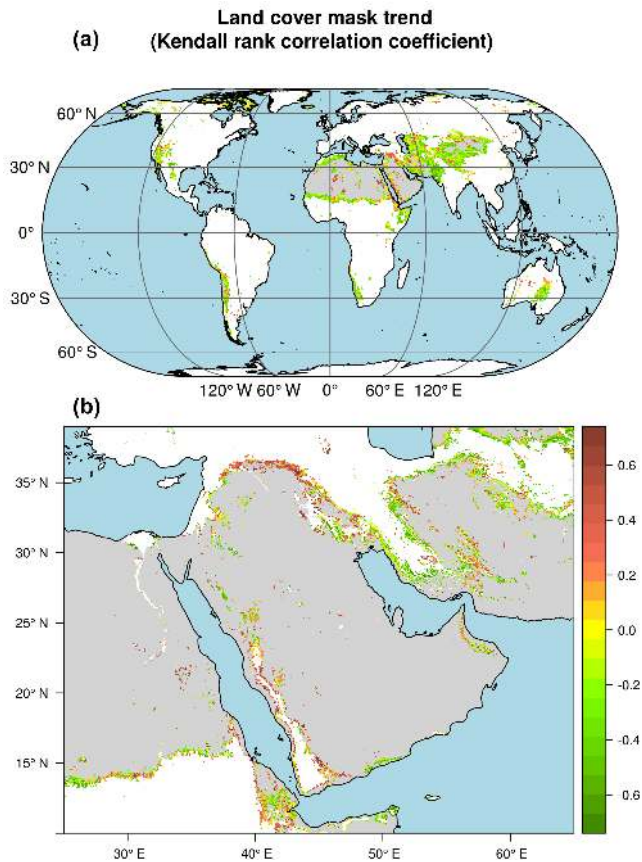 Land cover mask trend
(a) (Kendall rank correlation coefficient)
60° N
30° N
0°
30° S
60° S
120° W 60° W 0° 60° E 120° E
(b)
35° N
30° N
25° N
20° N
15° N
0.6
0.4
0.2
0.0
-0.2
-0.4
-0.6
30° E 40° E 50° E 60° E